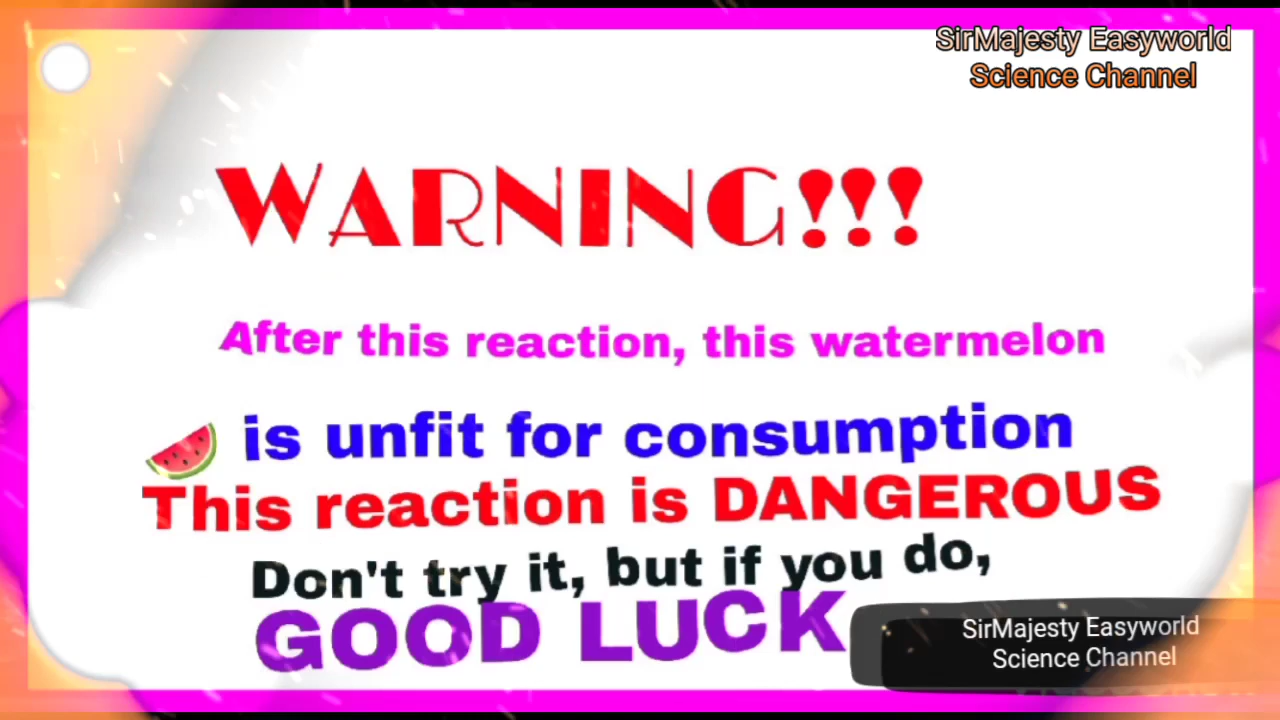 SirMajesty Easyworld
Science Channel
WARNING!!!
After this reaction, this watermelon
is unfit for consumption
This reaction is DANGEROUS
Don't try it, but if you do,
GOOD LUCK
SirMajesty Easyworld
Science Channel